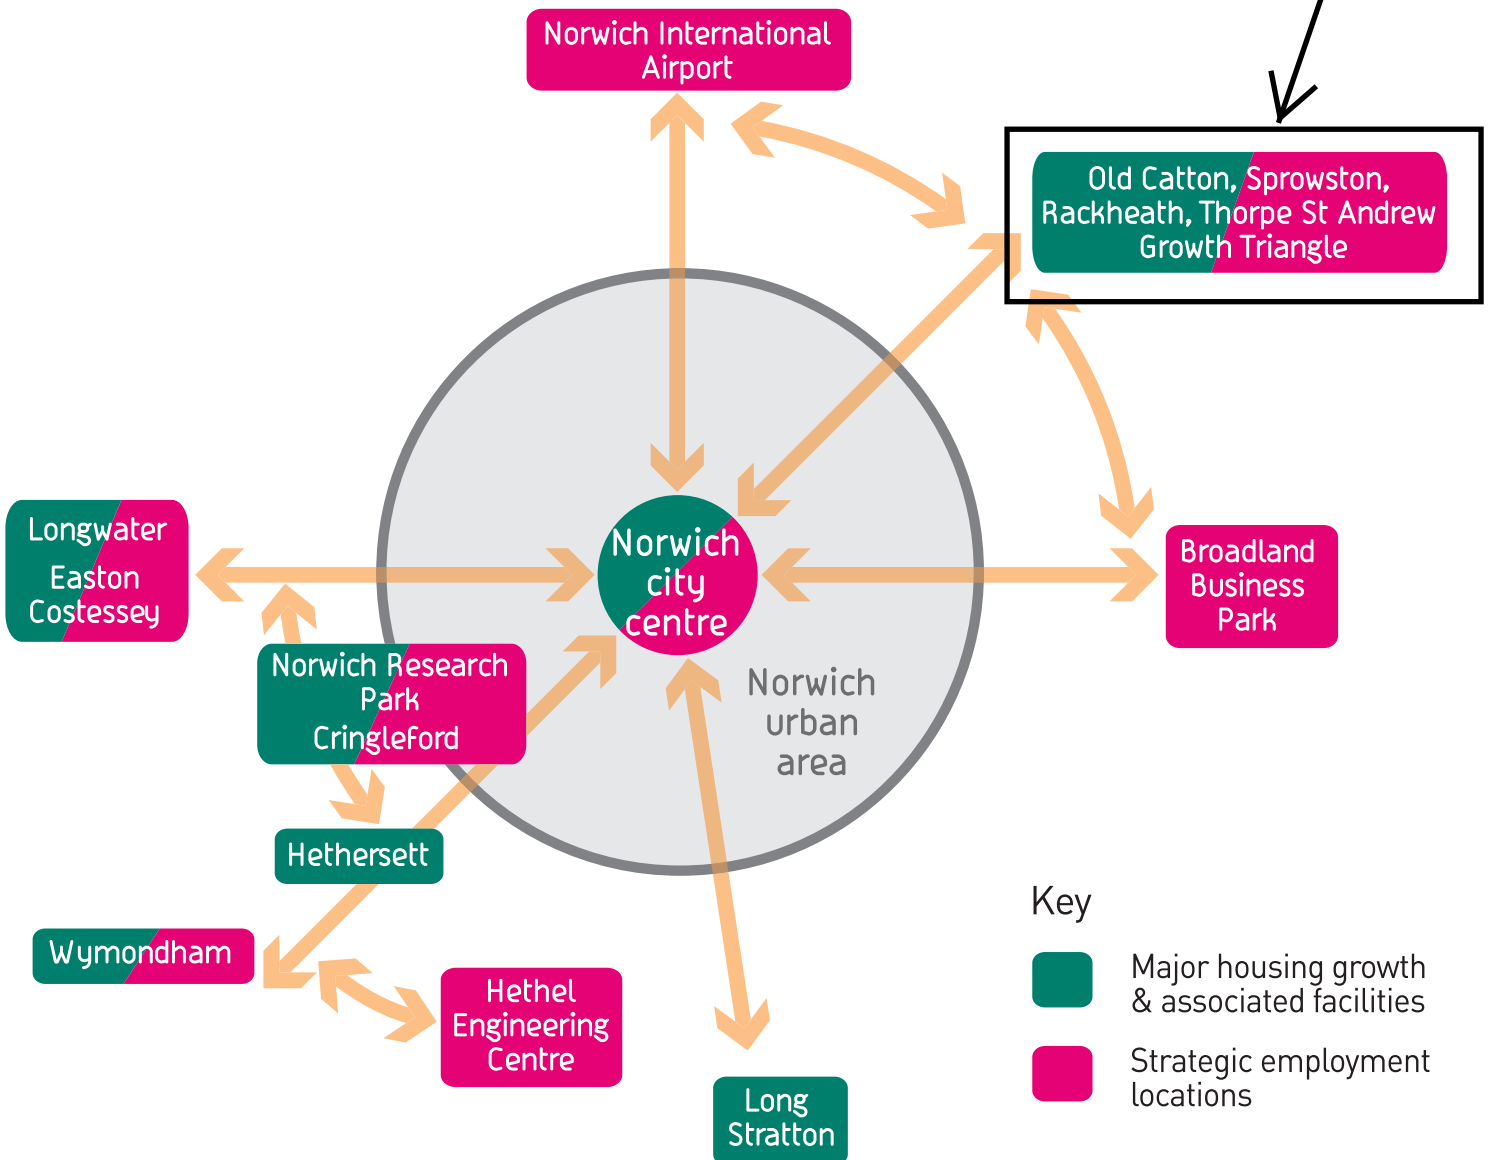 Norwich International
Airport
Old Catton, Sprowston,
Rackheath, Thorpe St Andrew
Growth Triangle
Longwater
Easton
Costessey
Norwich
city
centre
Broadland
Business
Park
Norwich Research
Park
Cringleford
Norwich
urban
area
Hethersett
Wymondham
Hethel
Engineering
Centre
Long
Stratton
Key
Major housing growth
& associated facilities
Strategic employment
locations